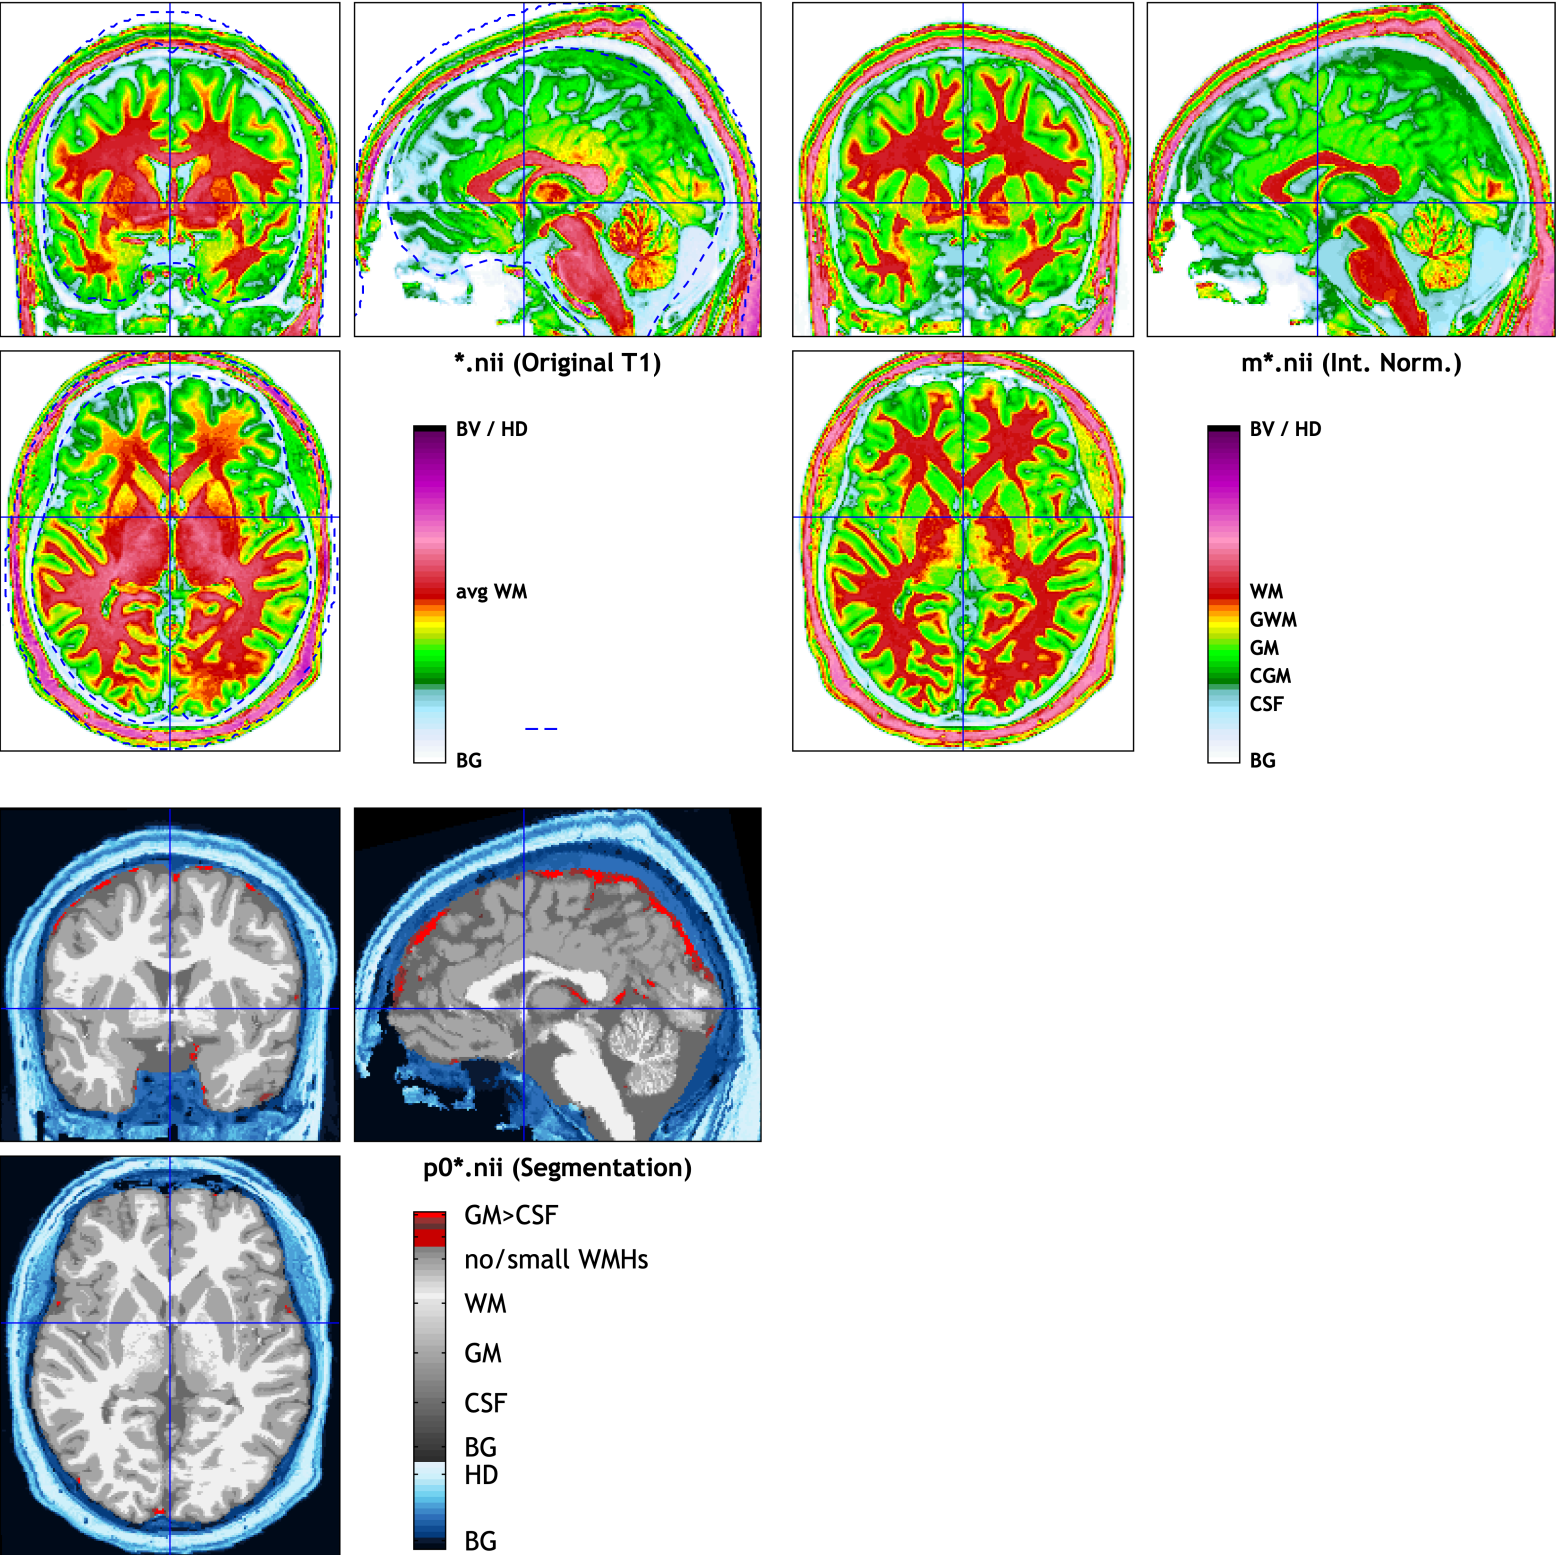 *.nii (Original T1)
BV / HD
avg WM
BG
m*.nii (Int. Norm.)
BV / HD
WM
GWM
GM
CGM
CSF
BG
p0*.nii (Segmentation)
GM>CSF
no/small WMHs
WM
GM
CSF
BG
HD
BG